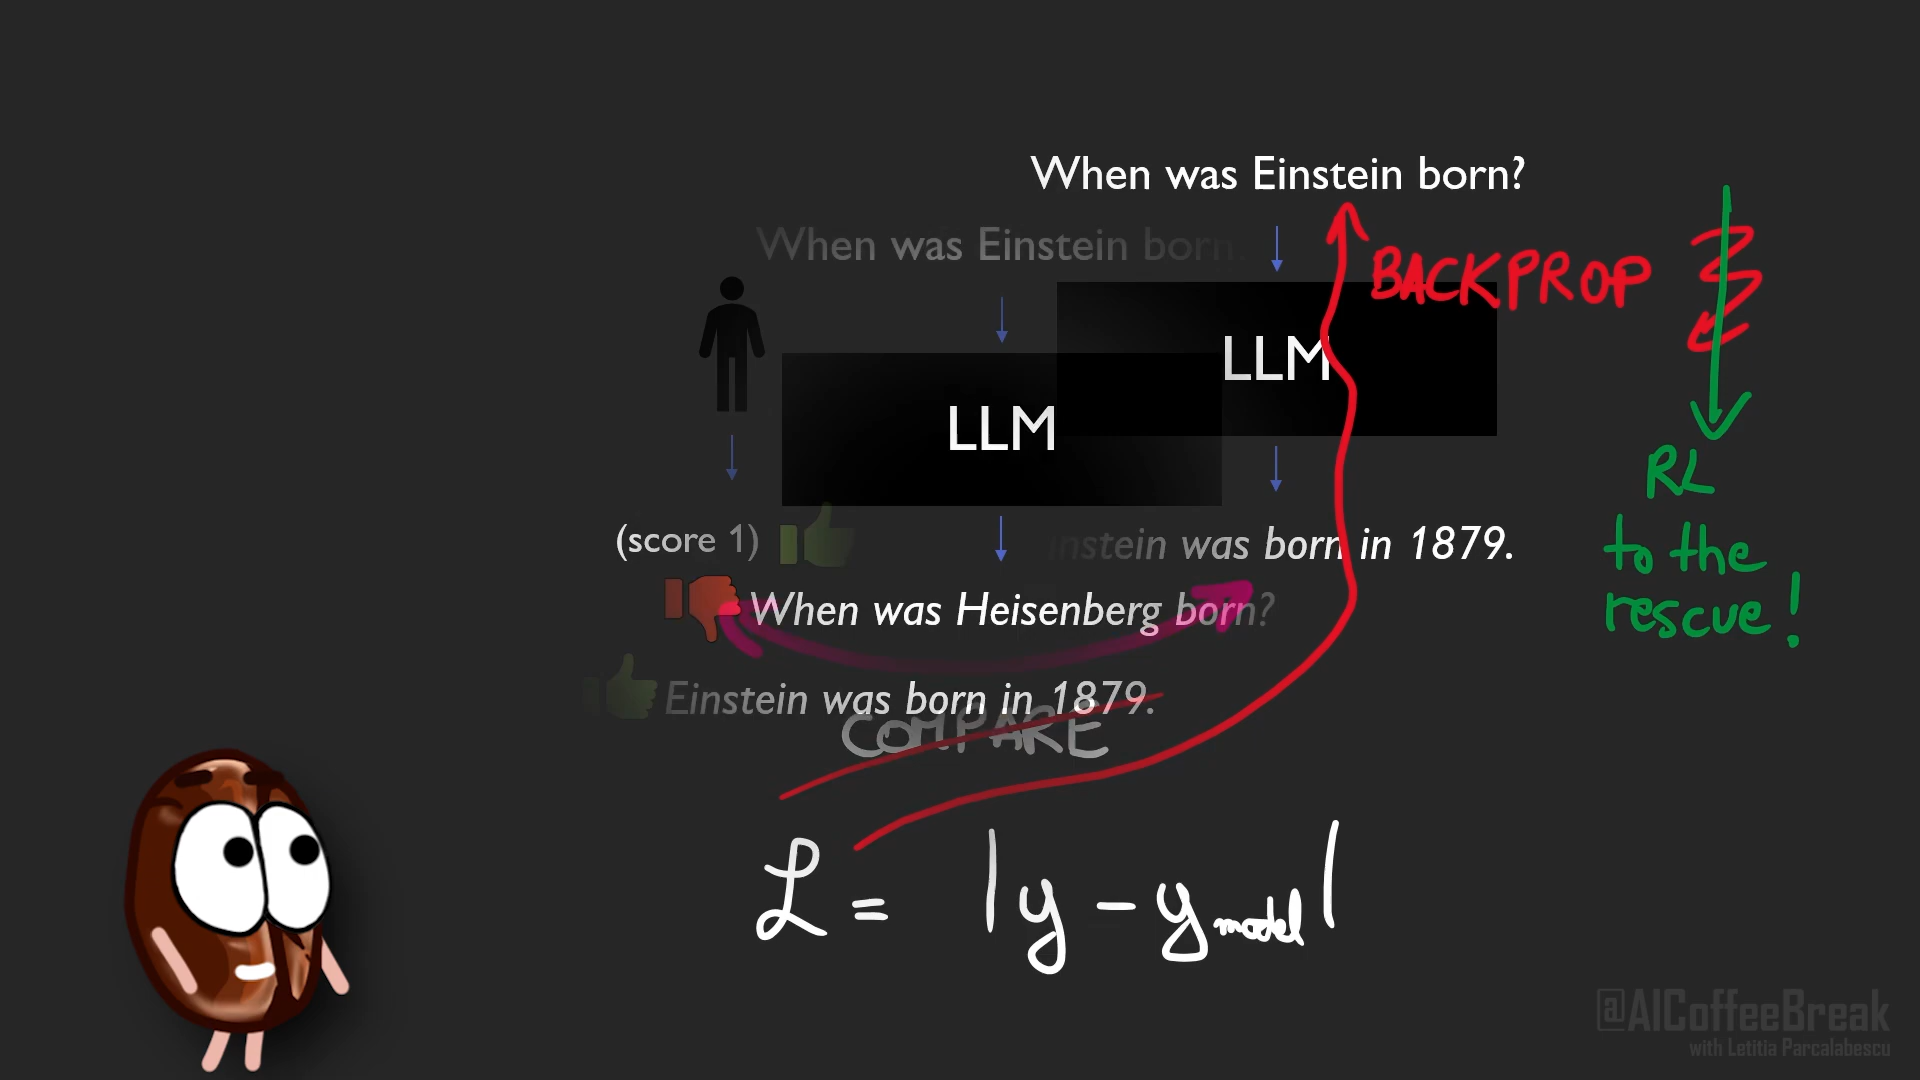 When was Einstein born?
When was Einstein born
BACKPROP
LLM
LLM
RL
to the
rescue!
(score 1)
instein was born in 1879.
When was Heisenberg born?
Einstein was born in 1879.
COMPARE
ℒ = |y - y_model|
@AICoffeeBreak
with Letitia Parcalabescu